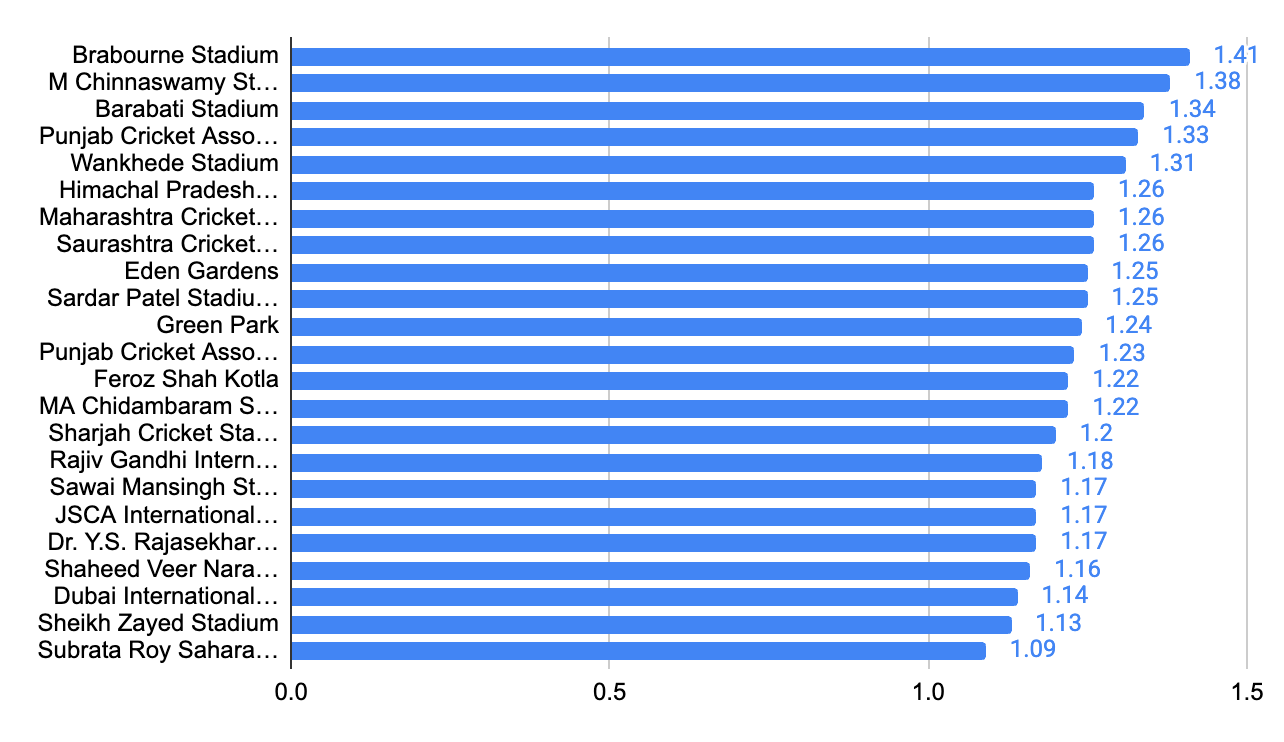 Brabourne Stadium 1.41
M Chinnaswamy St… 1.38
Barabati Stadium 1.34
Punjab Cricket Asso… 1.33
Wankhede Stadium 1.31
Himachal Pradesh… 1.26
Maharashtra Cricket… 1.26
Saurashtra Cricket… 1.26
Eden Gardens 1.25
Sardar Patel Stadiu… 1.25
Green Park 1.24
Punjab Cricket Asso… 1.23
Feroz Shah Kotla 1.22
MA Chidambaram S… 1.22
Sharjah Cricket Sta… 1.2
Rajiv Gandhi Intern… 1.18
Sawai Mansingh St… 1.17
JSCA International… 1.17
Dr. Y.S. Rajasekhar… 1.17
Shaheed Veer Nara… 1.16
Dubai International… 1.14
Sheikh Zayed Stadium 1.13
Subrata Roy Sahara… 1.09
0.0 0.5 1.0 1.5